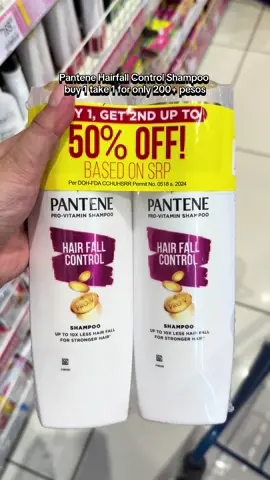 Pantene Hairfall Control Shampoo
buy 1 take 1 for only 200+ pesos
Y 1, GET 2ND UP TO
50% OFF!
BASED ON SRP
Per DOH-FDA CCHUHSRR Permit No. 0518 s. 2024
PANTENE
PRO-VITAMIN SHAMPOO
HAIR FALL
CONTROL
SHAMPOO
UP TO 10X LESS HAIR FALL
FOR STRONGER HAIR*
PANTENE
PRO-VITAMIN SHAMPOO
HAIR FALL
CONTROL
SHAMPOO
UP TO 10X LESS HAIR FALL
FOR STRONGER HAIR*